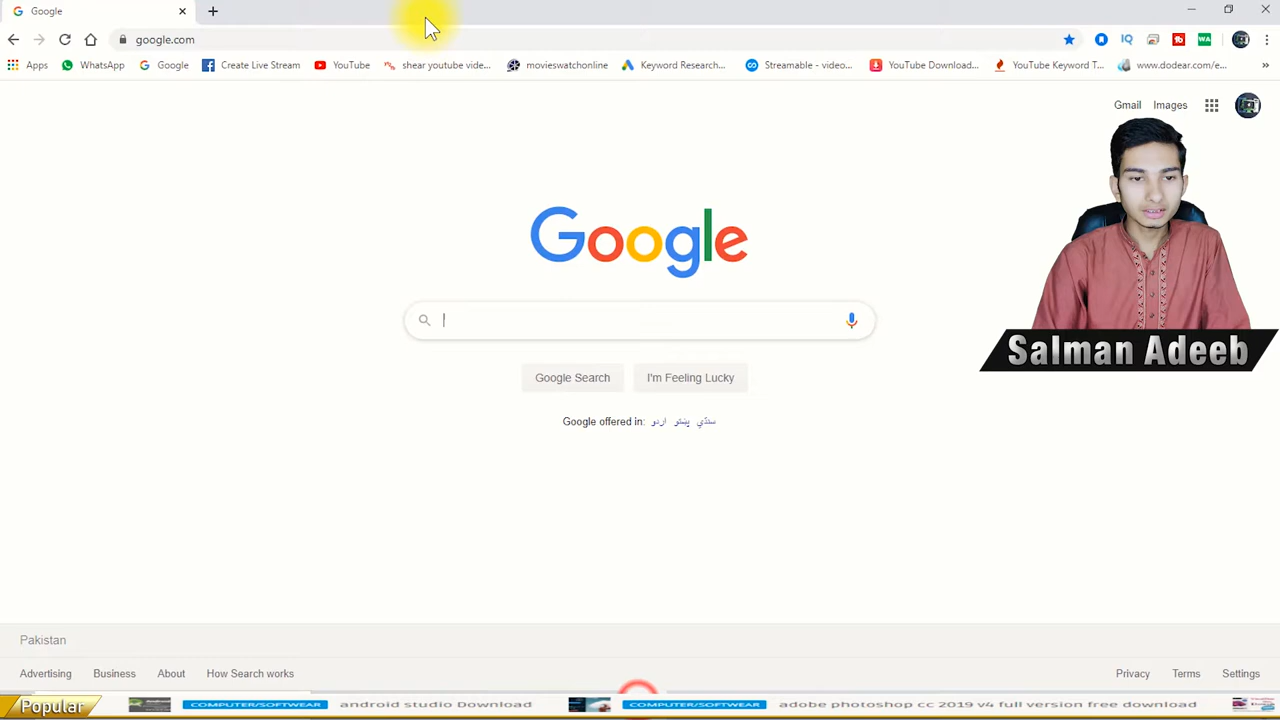 Google
google.com
Apps WhatsApp Google Create Live Stream YouTube shear youtube vide... movieswatchonline Keyword Research... Streamable - video... YouTube Download... YouTube Keyword T... www.dodear.com/e... »
Gmail Images
Google
Google Search I'm Feeling Lucky
Google offered in: اردو پښتو سنڌي
Salman Adeeb
Pakistan
Advertising Business About How Search works Privacy Terms Settings
Popular COMPUTER/SOFTWEAR android studio Download COMPUTER/SOFTWEAR adobe photoshop cc 2019 v4 full version free download